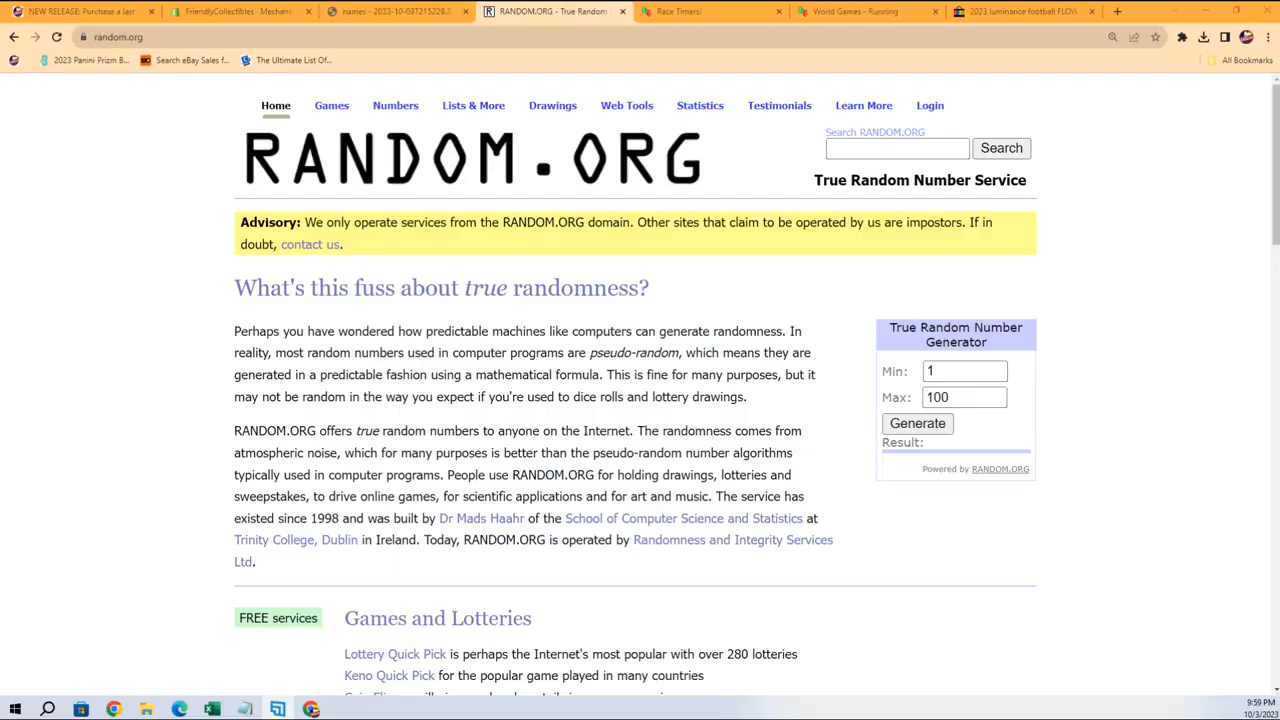 NEW RELEASE: Purchase a last
FriendlyCollectibles - Mechani
names - 2023-10-03T215229.3
RANDOM.ORG - True Random
Race Timers!
World Games - Running
2023 luminance football FLOW
random.org
2023 Panini Prizm B...
Search eBay Sales f...
The Ultimate List Of...
All Bookmarks
Home
Games
Numbers
Lists & More
Drawings
Web Tools
Statistics
Testimonials
Learn More
Login
RANDOM.ORG
Search RANDOM.ORG
Search
True Random Number Service
Advisory: We only operate services from the RANDOM.ORG domain. Other sites that claim to be operated by us are impostors. If in
doubt, contact us.
What's this fuss about true randomness?
Perhaps you have wondered how predictable machines like computers can generate randomness. In
reality, most random numbers used in computer programs are pseudo-random, which means they are
generated in a predictable fashion using a mathematical formula. This is fine for many purposes, but it
may not be random in the way you expect if you're used to dice rolls and lottery drawings.
RANDOM.ORG offers true random numbers to anyone on the Internet. The randomness comes from
atmospheric noise, which for many purposes is better than the pseudo-random number algorithms
typically used in computer programs. People use RANDOM.ORG for holding drawings, lotteries and
sweepstakes, to drive online games, for scientific applications and for art and music. The service has
existed since 1998 and was built by Dr Mads Haahr of the School of Computer Science and Statistics at
Trinity College, Dublin in Ireland. Today, RANDOM.ORG is operated by Randomness and Integrity Services
Ltd.
True Random Number
Generator
Min: 1
Max: 100
Generate
Result:
Powered by RANDOM.ORG
FREE services
Games and Lotteries
Lottery Quick Pick is perhaps the Internet's most popular with over 280 lotteries
Keno Quick Pick for the popular game played in many countries
9:59 PM
10/3/2023